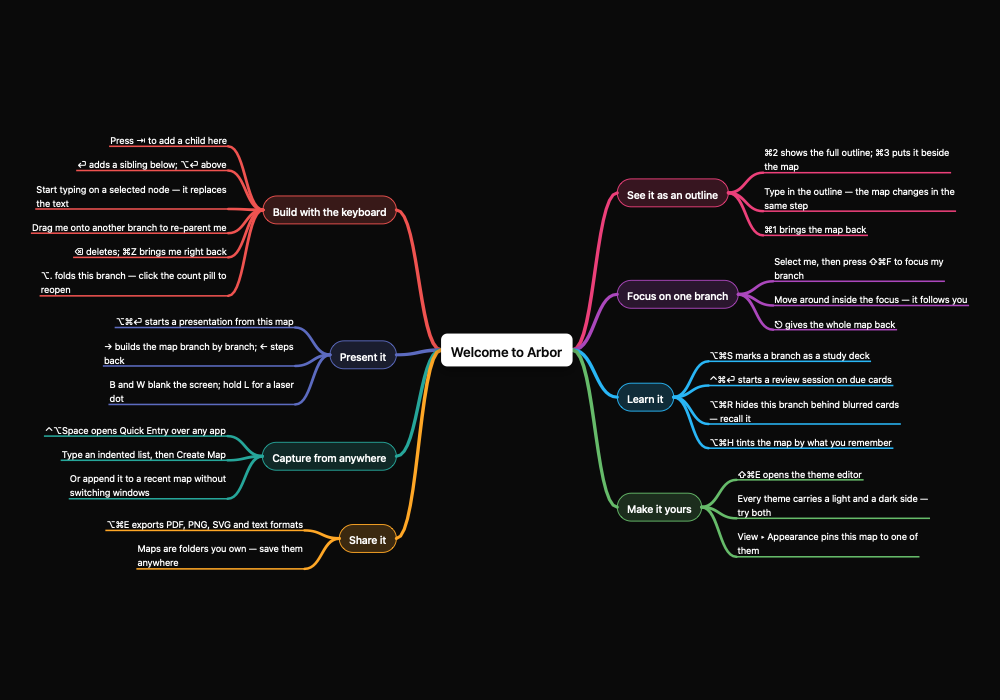 Welcome to Arbor
Build with the keyboard
Press ⇥ to add a child here
⏎ adds a sibling below; ⌥⏎ above
Start typing on a selected node — it replaces
the text
Drag me onto another branch to re-parent me
⌫ deletes; ⌘Z brings me right back
⌥. folds this branch — click the count pill to
reopen
Present it
⌥⌘⏎ starts a presentation from this map
→ builds the map branch by branch; ← steps
back
B and W blank the screen; hold L for a laser
dot
Capture from anywhere
⌃⌥Space opens Quick Entry over any app
Type an indented list, then Create Map
Or append it to a recent map without
switching windows
Share it
⌥⌘E exports PDF, PNG, SVG and text formats
Maps are folders you own — save them
anywhere
See it as an outline
⌘2 shows the full outline; ⌘3 puts it beside
the map
Type in the outline — the map changes in the
same step
⌘1 brings the map back
Focus on one branch
Select me, then press ⇧⌘F to focus my
branch
Move around inside the focus — it follows you
⎋ gives the whole map back
Learn it
⌥⌘S marks a branch as a study deck
⌃⌘⏎ starts a review session on due cards
⌥⌘R hides this branch behind blurred cards
— recall it
⌥⌘H tints the map by what you remember
Make it yours
⇧⌘E opens the theme editor
Every theme carries a light and a dark side —
try both
View ▸ Appearance pins this map to one of
them